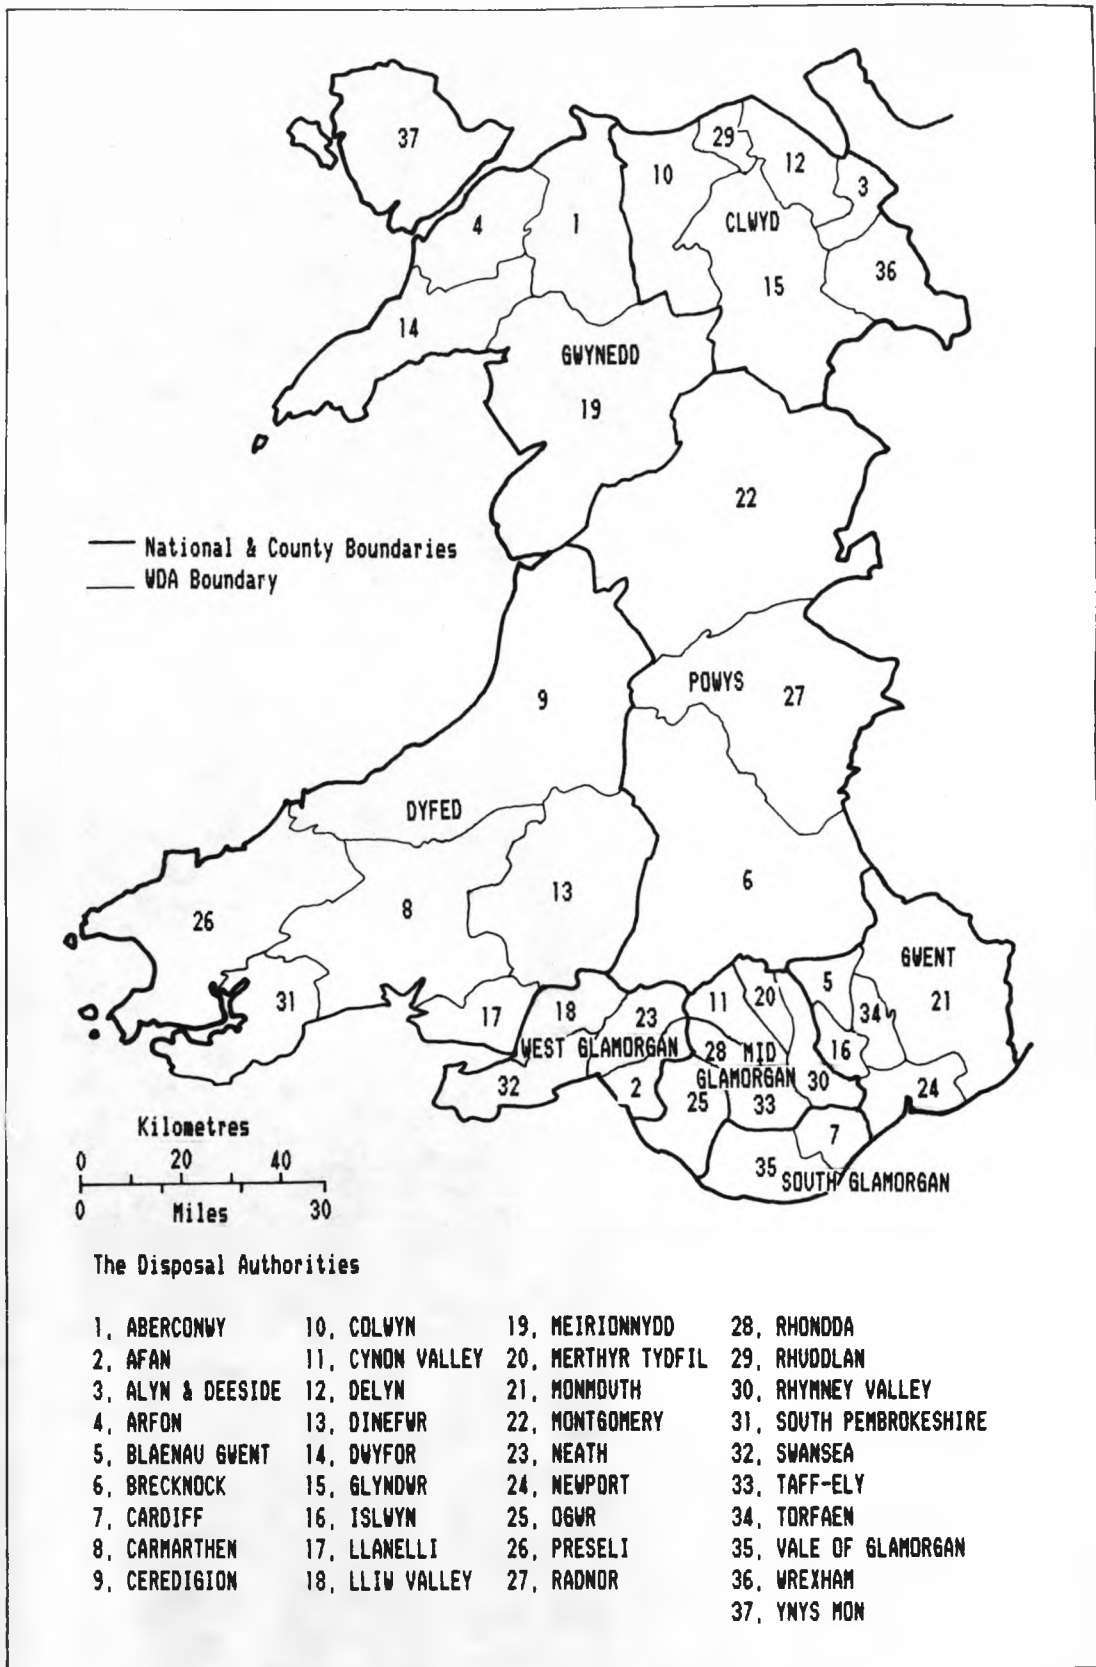 37
29
12
10
3
4
1
CLWYD
36
15
14
GWYNEDD
19
22
National & County Boundaries
WDA Boundary
POWYS
27
9
DYFED
6
13
8
26
GWENT
5
11
20
31
21
18
34
17
23
WEST GLAMORGAN
28
MID
16
GLAMORGAN
30
32
2
25
33
24
7
Kilometres
0 20 40
35
SOUTH GLAMORGAN
0 Miles 30
The Disposal Authorities
1, ABERCONWY
2, AFAN
3, ALYN & DEESIDE
4, ARFON
5, BLAENAU GWENT
6, BRECKNOCK
7, CARDIFF
8, CARMARTHEN
9, CEREDIGION
10, COLWYN
11, CYNON VALLEY
12, DELYN
13, DINEFWR
14, DWYFOR
15, GLYNDWR
16, ISLWYN
17, LLANELLI
18, LLIW VALLEY
19, MEIRIONNYDD
20, MERTHYR TYDFIL
21, MONMOUTH
22, MONTGOMERY
23, NEATH
24, NEWPORT
25, OGWR
26, PRESELI
27, RADNOR
28, RHONDDA
29, RHUDDLAN
30, RHYMNEY VALLEY
31, SOUTH PEMBROKESHIRE
32, SWANSEA
33, TAFF-ELY
34, TORFAEN
35, VALE OF GLAMORGAN
36, WREXHAM
37, YNYS MON